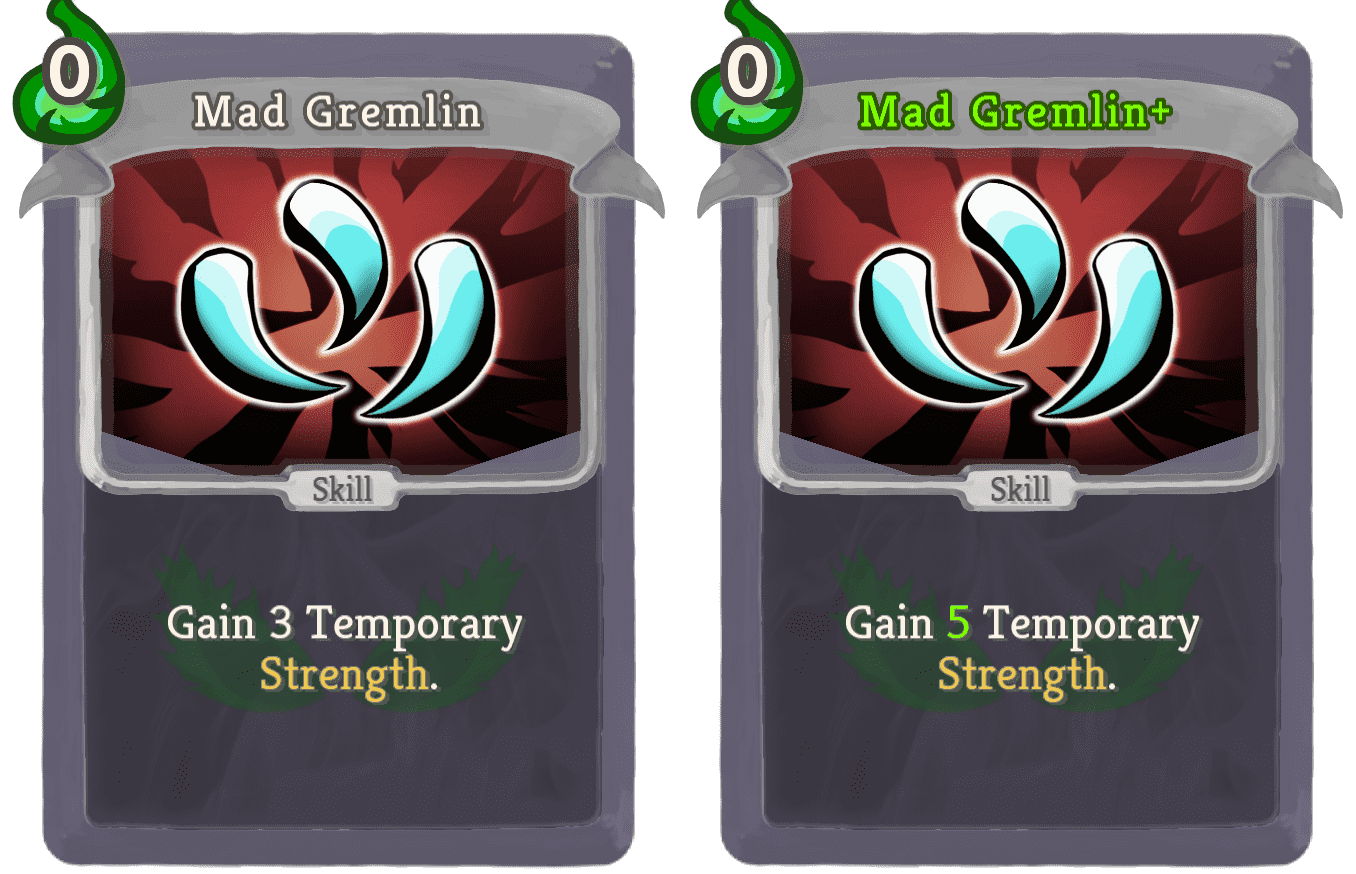 0
Mad Gremlin
Skill
Gain 3 Temporary
Strength.
0
Mad Gremlin+
Skill
Gain 5 Temporary
Strength.